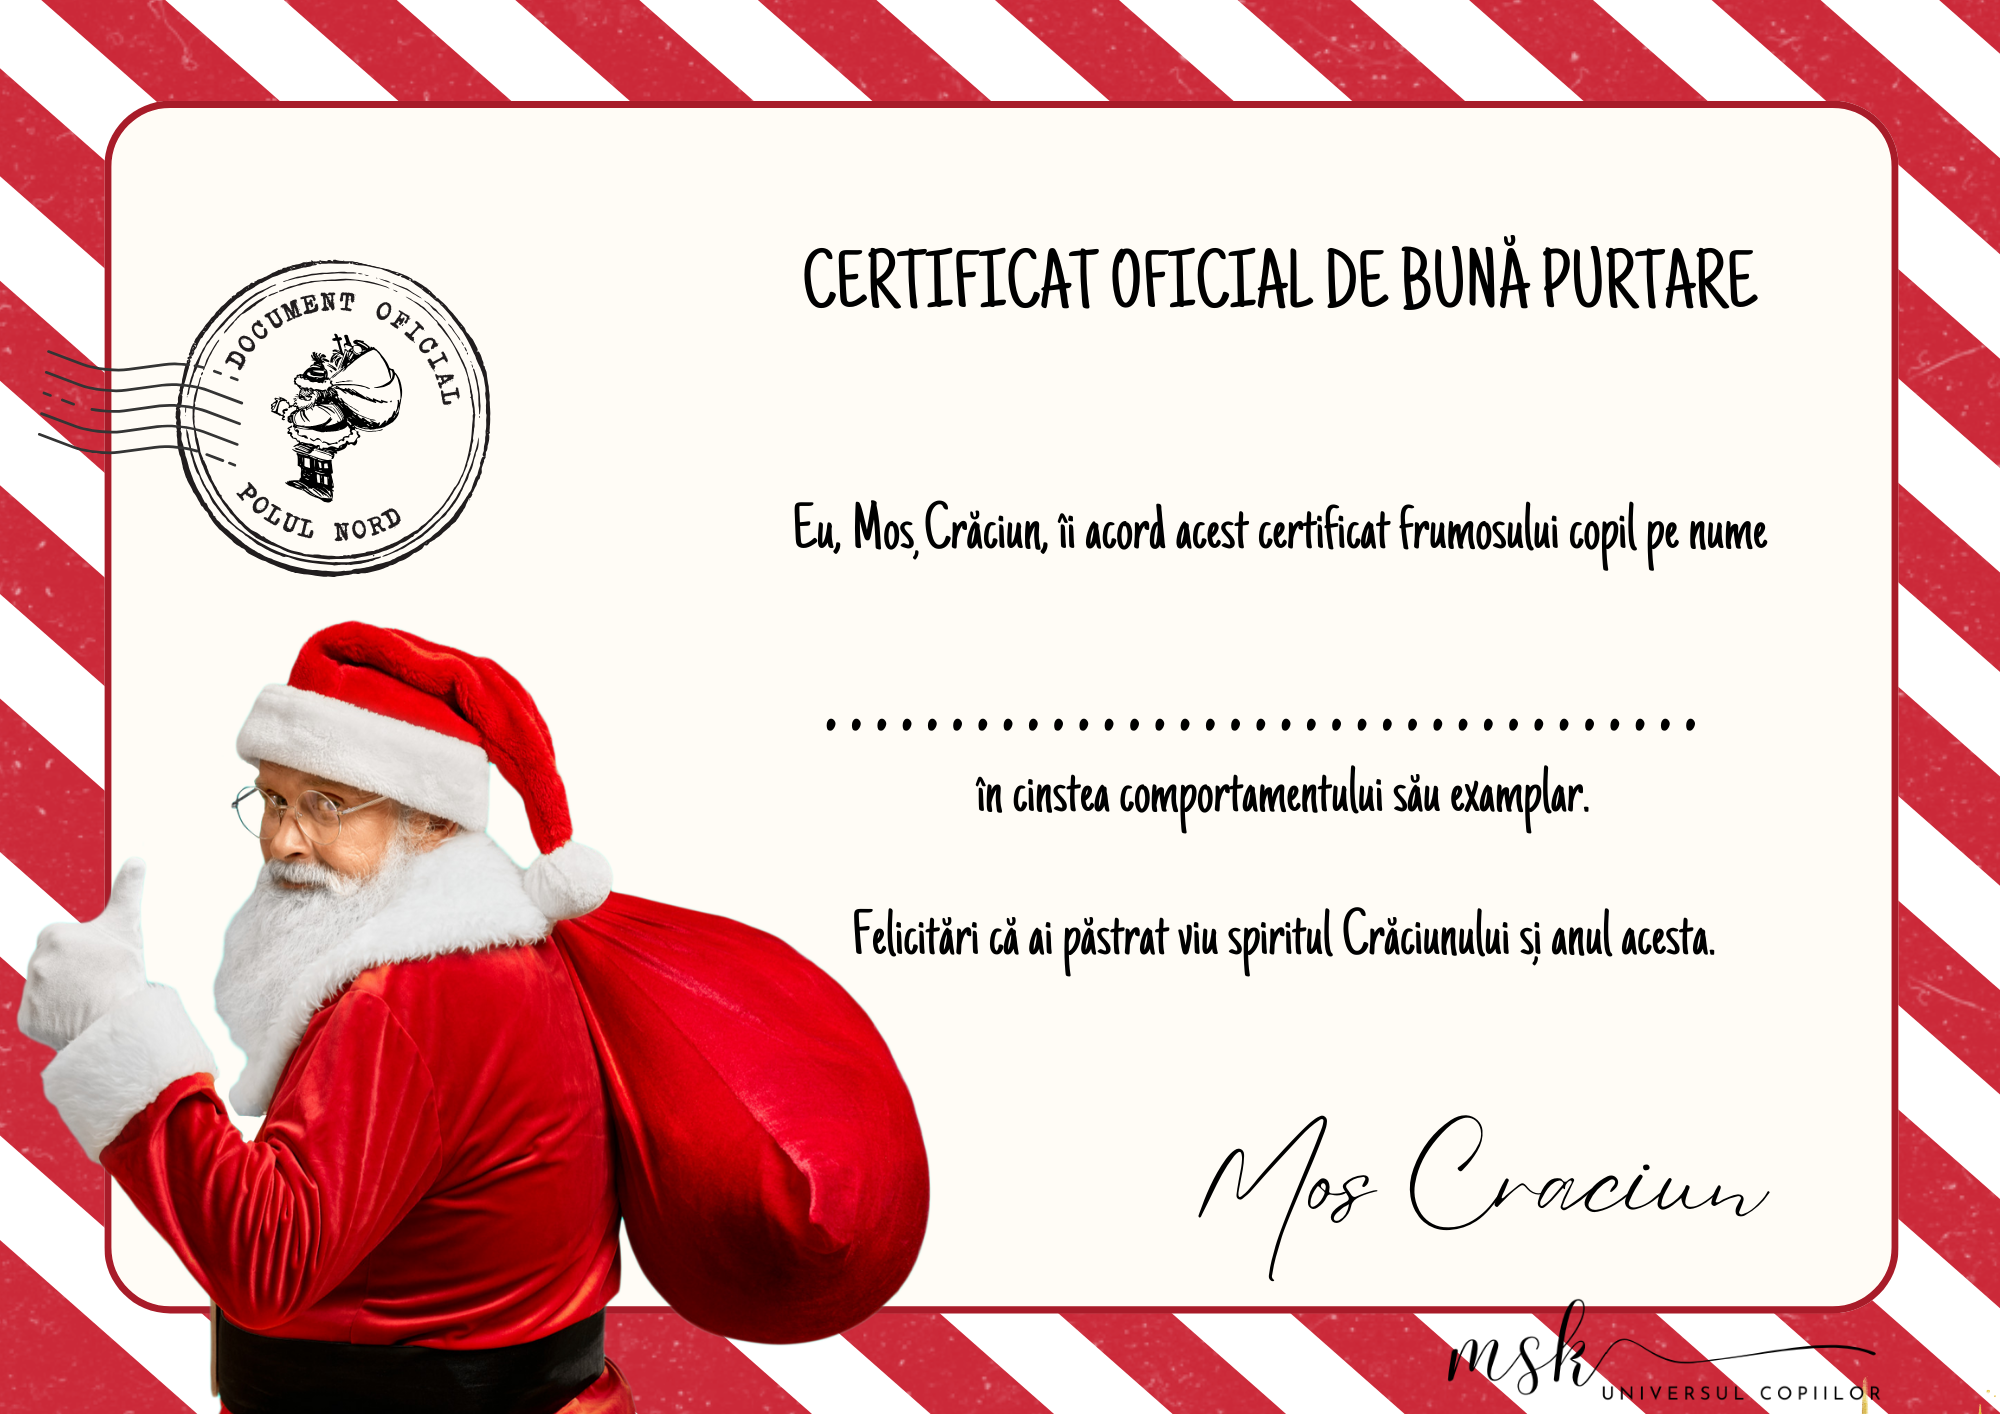 CERTIFICAT OFICIAL DE BUNĂ PURTARE
DOCUMENT OFICIAL
POLUL NORD
Eu, Moș Crăciun, îi acord acest certificat frumosului copil pe nume
..................................
în cinstea comportamentului său examplar.
Felicitări că ai păstrat viu spiritul Crăciunului și anul acesta.
Mos Craciun
msk
UNIVERSUL COPIILOR